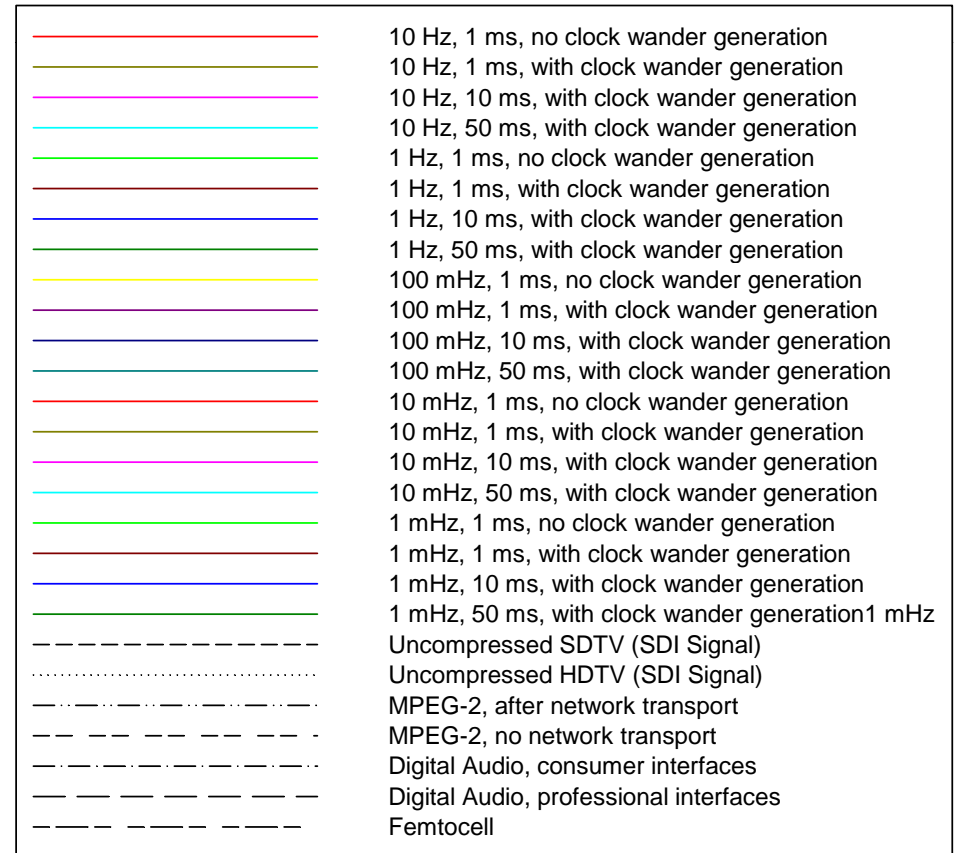 10 Hz, 1 ms, no clock wander generation
10 Hz, 1 ms, with clock wander generation
10 Hz, 10 ms, with clock wander generation
10 Hz, 50 ms, with clock wander generation
1 Hz, 1 ms, no clock wander generation
1 Hz, 1 ms, with clock wander generation
1 Hz, 10 ms, with clock wander generation
1 Hz, 50 ms, with clock wander generation
100 mHz, 1 ms, no clock wander generation
100 mHz, 1 ms, with clock wander generation
100 mHz, 10 ms, with clock wander generation
100 mHz, 50 ms, with clock wander generation
10 mHz, 1 ms, no clock wander generation
10 mHz, 1 ms, with clock wander generation
10 mHz, 10 ms, with clock wander generation
10 mHz, 50 ms, with clock wander generation
1 mHz, 1 ms, no clock wander generation
1 mHz, 1 ms, with clock wander generation
1 mHz, 10 ms, with clock wander generation
1 mHz, 50 ms, with clock wander generation1 mHz
Uncompressed SDTV (SDI Signal)
Uncompressed HDTV (SDI Signal)
MPEG-2, after network transport
MPEG-2, no network transport
Digital Audio, consumer interfaces
Digital Audio, professional interfaces
Femtocell